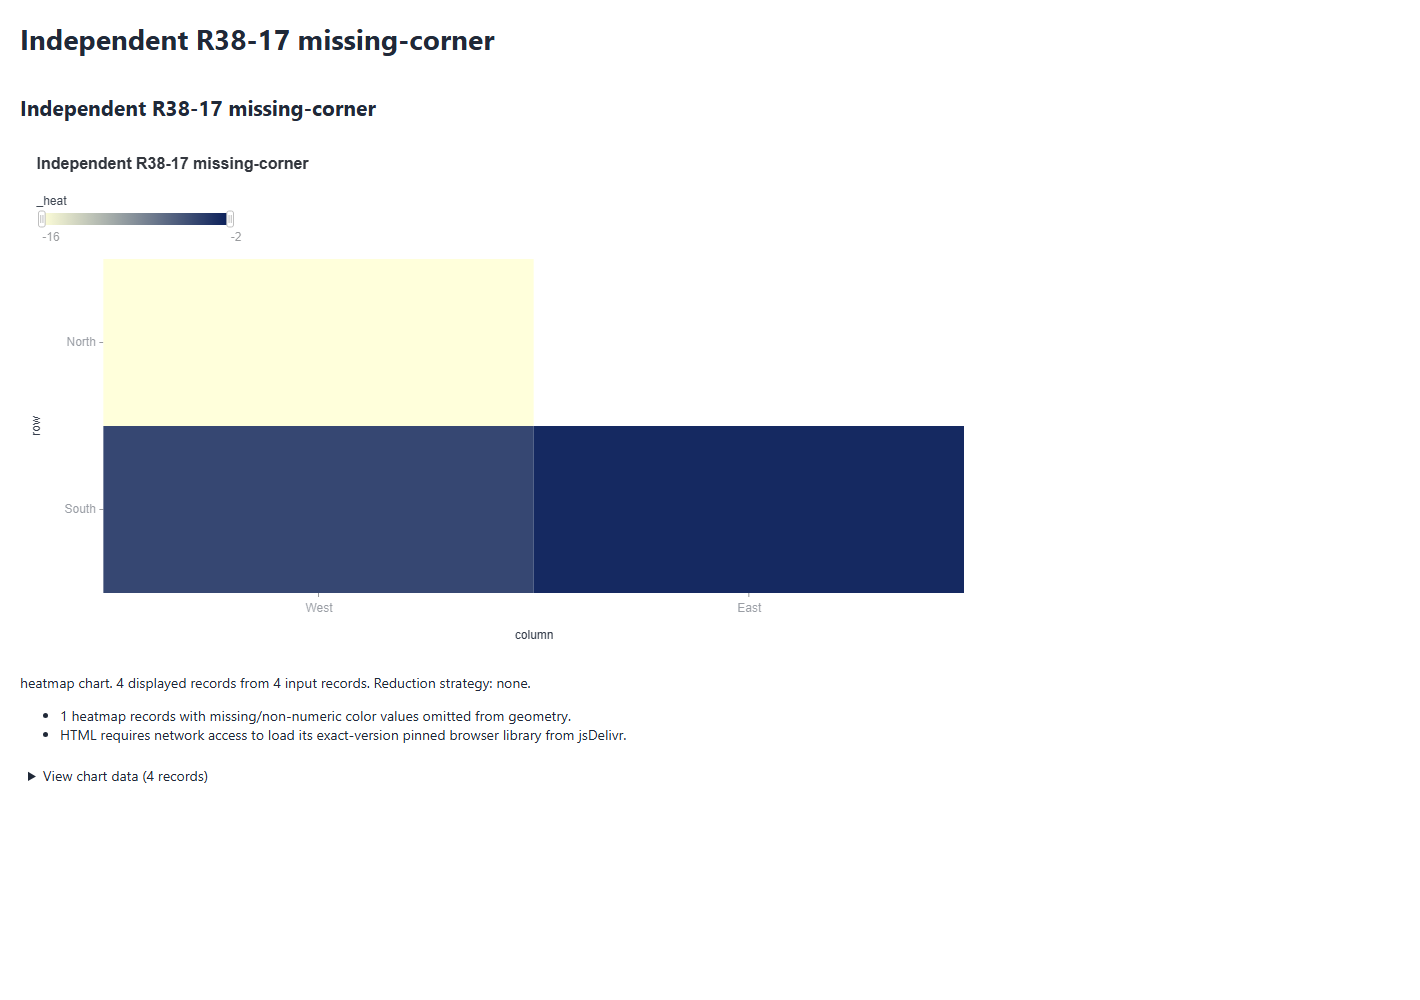 Independent R38-17 missing-corner
Independent R38-17 missing-corner
Independent R38-17 missing-corner
_heat
-16 -2
North
row
South
West East
column
heatmap chart. 4 displayed records from 4 input records. Reduction strategy: none.
1 heatmap records with missing/non-numeric color values omitted from geometry.
HTML requires network access to load its exact-version pinned browser library from jsDelivr.
View chart data (4 records)